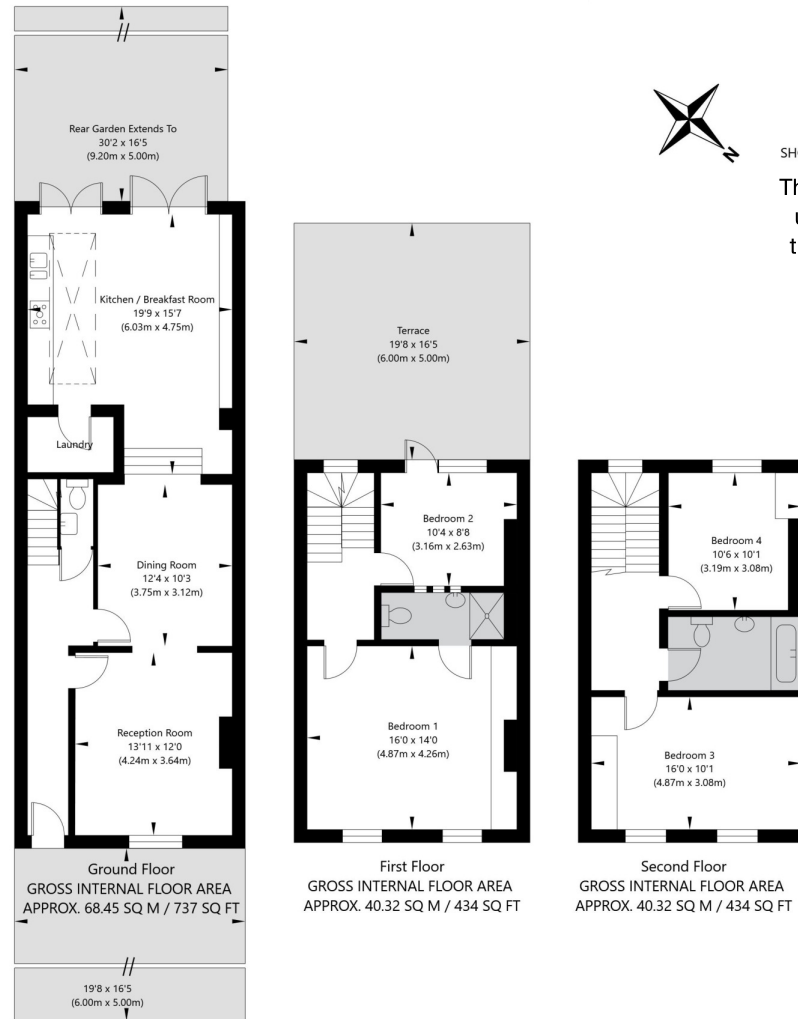 Rear Garden Extends To
30'2 x 16'5
(9.20m x 5.00m)
Kitchen / Breakfast Room
19'9 x 15'7
(6.03m x 4.75m)
Laundry
Dining Room
12'4 x 10'3
(3.75m x 3.12m)
Reception Room
13'11 x 12'0
(4.24m x 3.64m)
Ground Floor
GROSS INTERNAL FLOOR AREA
APPROX. 68.45 SQ M / 737 SQ FT
19'8 x 16'5
(6.00m x 5.00m)
Terrace
19'8 x 16'5
(6.00m x 5.00m)
Bedroom 2
10'4 x 8'8
(3.16m x 2.63m)
Bedroom 1
16'0 x 14'0
(4.87m x 4.26m)
First Floor
GROSS INTERNAL FLOOR AREA
APPROX. 40.32 SQ M / 434 SQ FT
N
Bedroom 4
10'6 x 10'1
(3.19m x 3.08m)
Bedroom 3
16'0 x 10'1
(4.87m x 3.08m)
Second Floor
GROSS INTERNAL FLOOR AREA
APPROX. 40.32 SQ M / 434 SQ FT